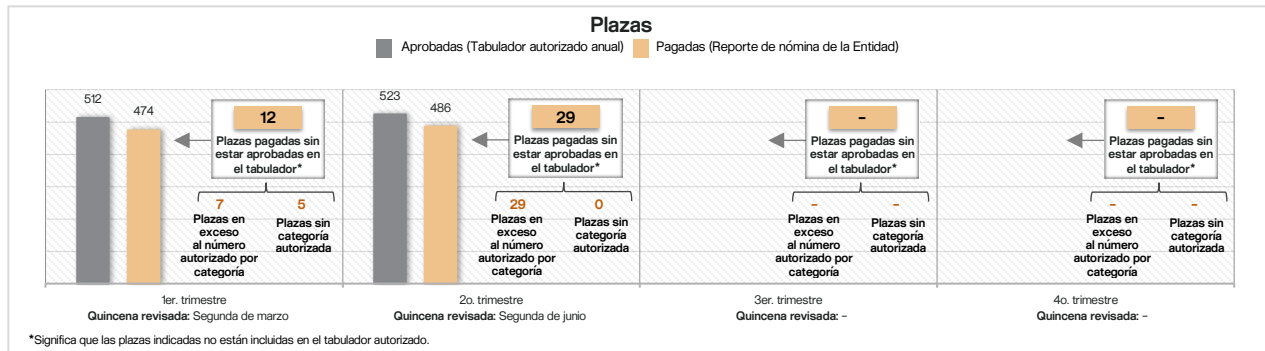 Plazas
Aprobadas (Tabulador autorizado anual) Pagadas (Reporte de nómina de la Entidad)
512
474
12
Plazas pagadas sin
estar aprobadas en
el tabulador*
7
Plazas en
exceso
al número
autorizado por
categoría
5
Plazas sin
categoría
autorizada
1er. trimestre
Quincena revisada: Segunda de marzo
523
486
29
Plazas pagadas sin
estar aprobadas en
el tabulador*
29
Plazas en
exceso
al número
autorizado por
categoría
0
Plazas sin
categoría
autorizada
2o. trimestre
Quincena revisada: Segunda de junio
-
Plazas pagadas sin
estar aprobadas en
el tabulador*
-
Plazas en
exceso
al número
autorizado por
categoría
-
Plazas sin
categoría
autorizada
3er. trimestre
Quincena revisada: -
-
Plazas pagadas sin
estar aprobadas en
el tabulador*
-
Plazas en
exceso
al número
autorizado por
categoría
-
Plazas sin
categoría
autorizada
4o. trimestre
Quincena revisada: -
*Significa que las plazas indicadas no están incluidas en el tabulador autorizado.